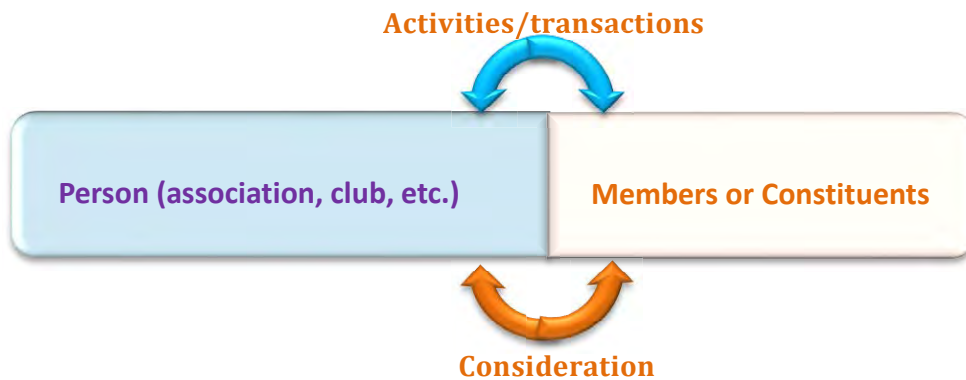 Activities/transactions
Person (association, club, etc.)
Members or Constituents
Consideration